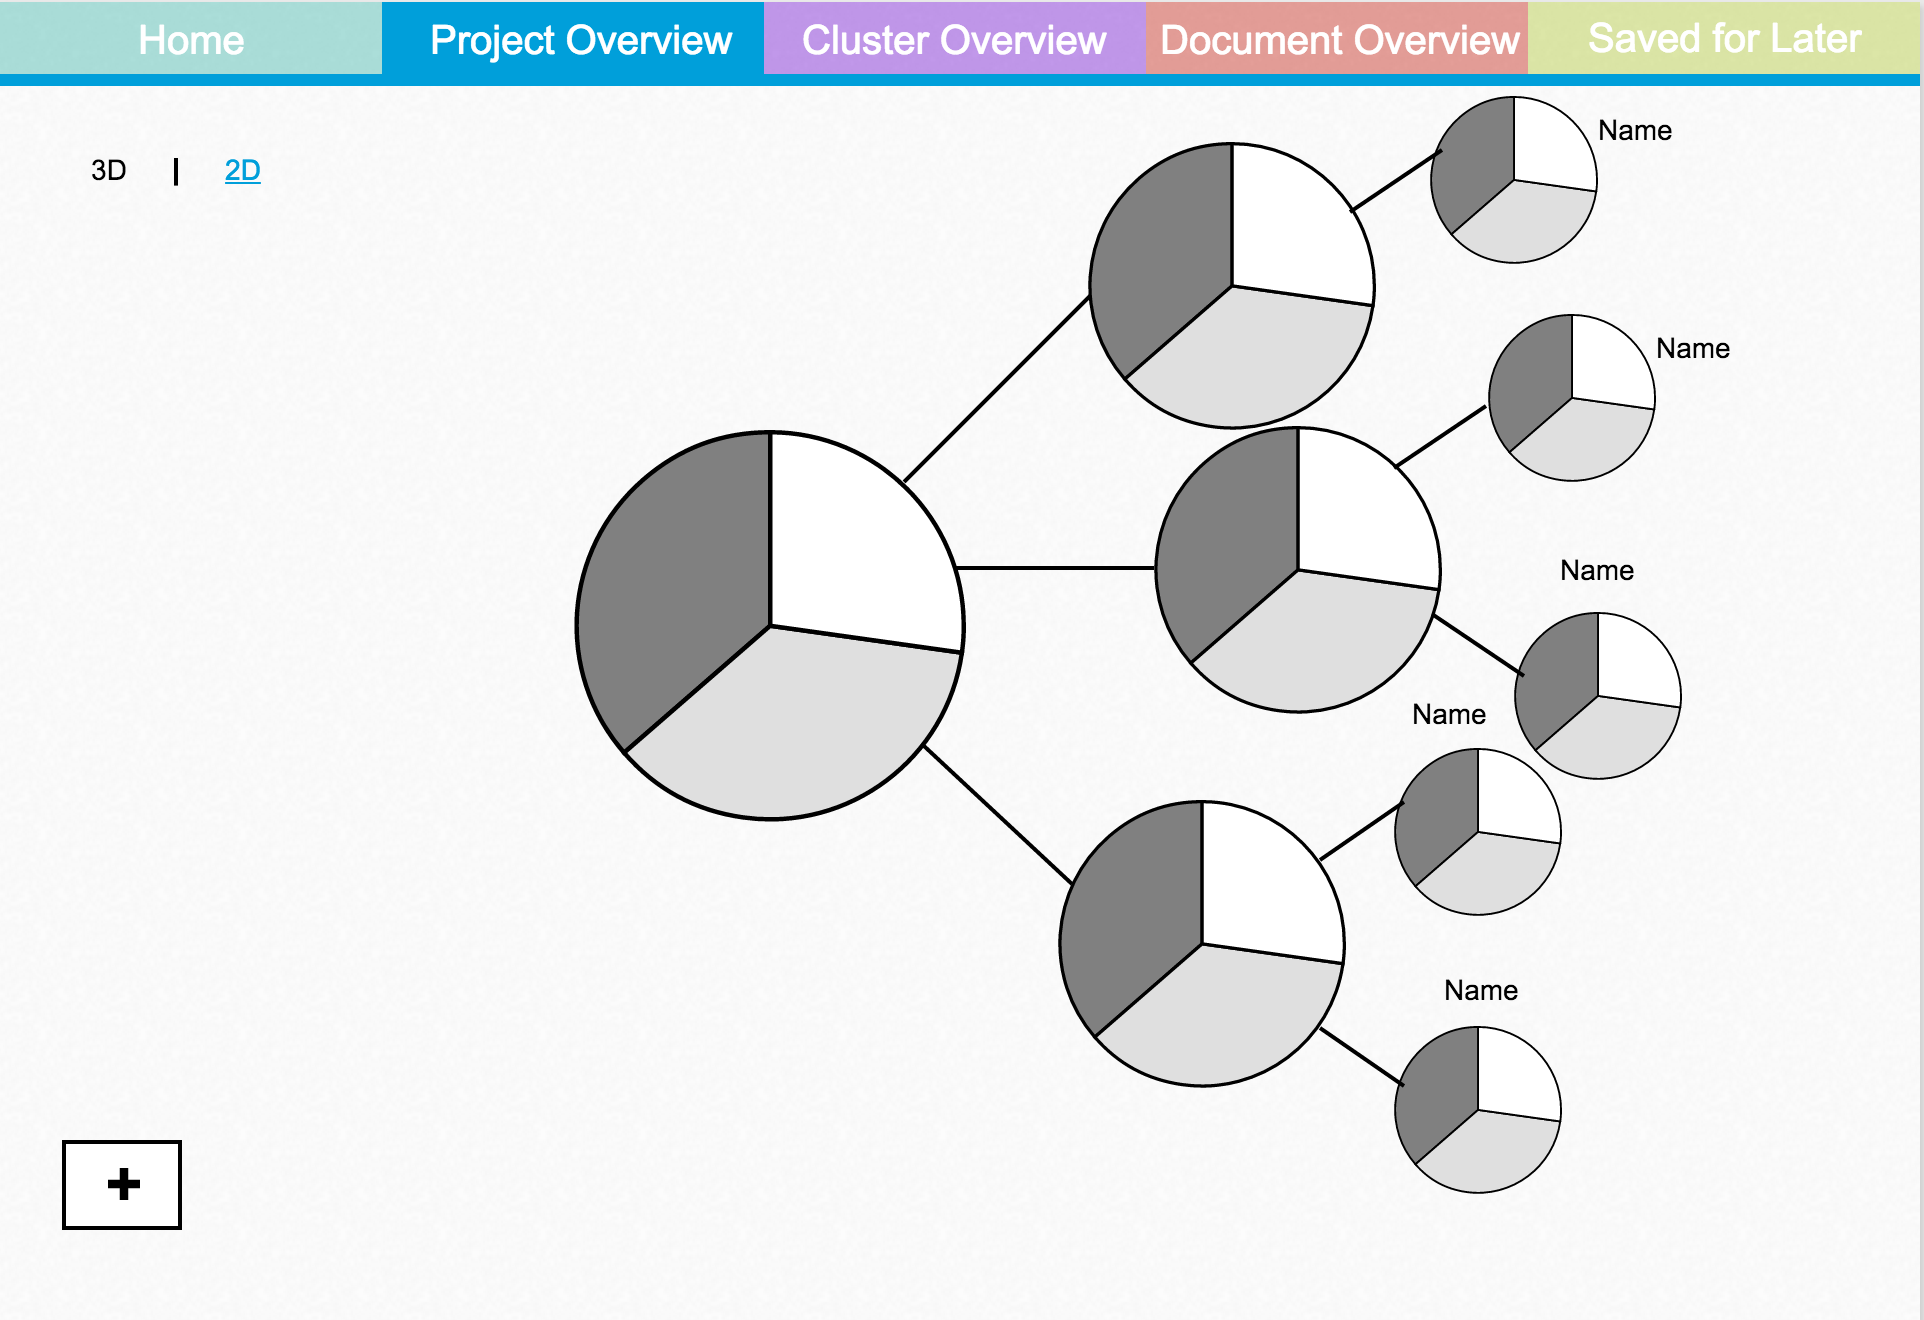 Home
Project Overview
Cluster Overview
Document Overview
Saved for Later
3D | 2D
Name
Name
Name
Name
Name
+